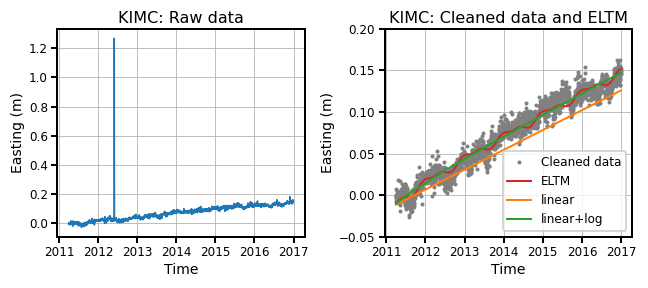 KIMC: Raw data
Easting (m)
1.2
1.0
0.8
0.6
0.4
0.2
0.0
2011 2012 2013 2014 2015 2016 2017
Time
KIMC: Cleaned data and ELTM
Easting (m)
0.20
0.15
0.10
0.05
0.00
−0.05
Cleaned data
ELTM
linear
linear+log
2011 2012 2013 2014 2015 2016 2017
Time